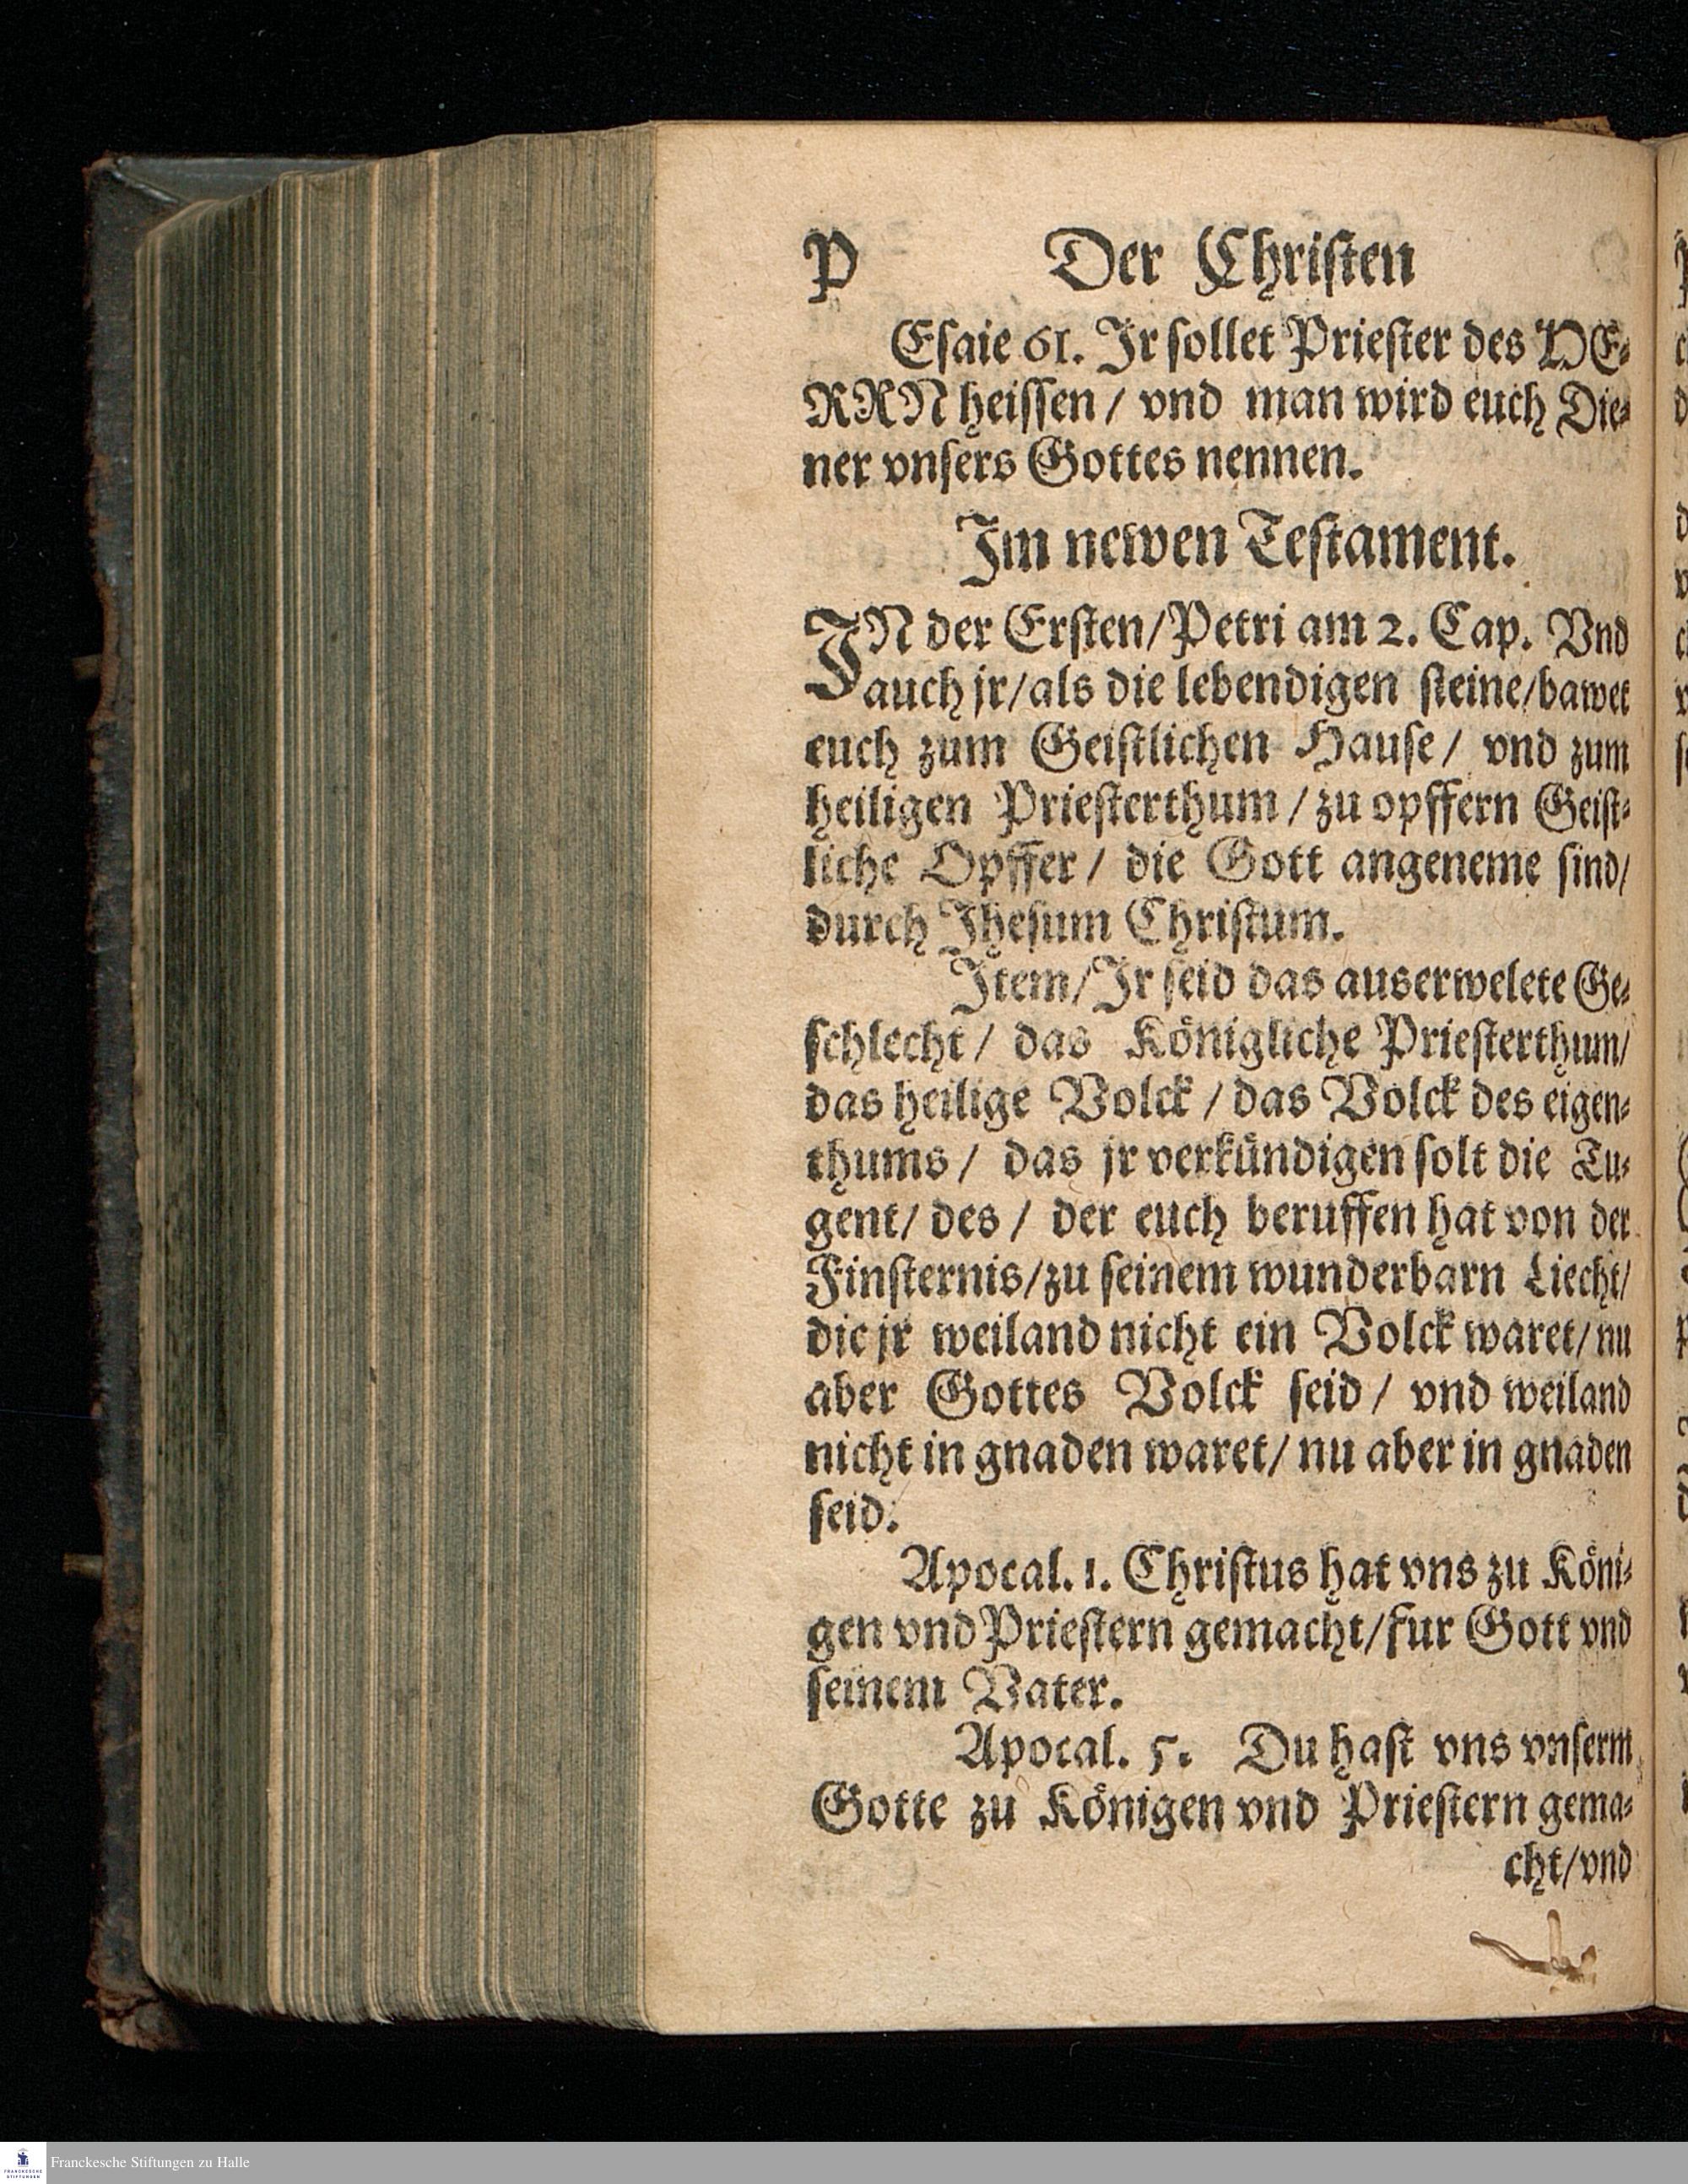 P Der Christen
Esaie 61. Jr sollet Priester des HE-
RRN heissen / vnd man wird euch Die-
ner vnsers Gottes nennen.
Jm newen Testament.
JN der Ersten / Petri am 2. Cap. Vnd
auch jr / als die lebendigen steine / bawet
euch zum Geistlichen Hause / vnd zum
heiligen Priesterthum / zu opffern Geist-
liche Opffer / die Gott angeneme sind /
durch Jhesum Christum.
Jtem / Jr seid das auserwelete Ge-
schlecht / das Königliche Priesterthum /
das heilige Volck / das Volck des eigen-
thums / das jr verkündigen solt die Tu-
gent / des / der euch beruffen hat von der
Finsternis / zu seinem wunderbarn Liecht /
die jr weiland nicht ein Volck waret / nu
aber Gottes Volck seid / vnd weiland
nicht in gnaden waret / nu aber in gnaden
seid.
Apocal. 1. Christus hat vns zu Köni-
gen vnd Priestern gemacht / fur Gott vnd
seinem Vater.
Apocal. 5. Du hast vns vnserm
Gotte zu Königen vnd Priestern gema-
cht / vnd
Franckesche Stiftungen zu Halle